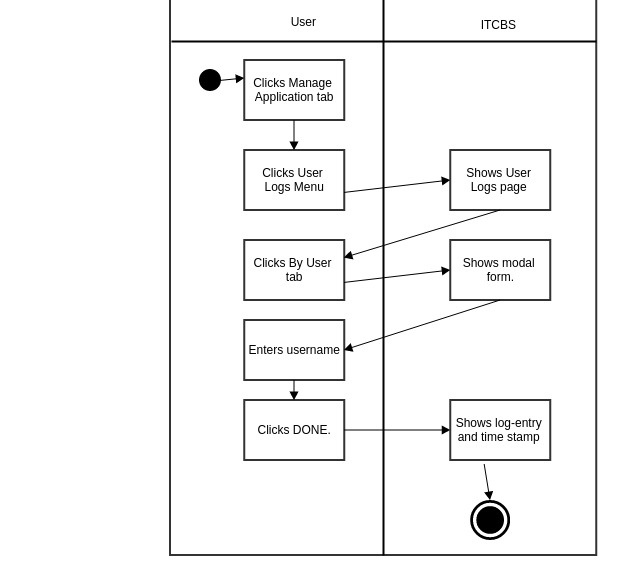 User
ITCBS
Clicks Manage
Application tab
Clicks User
Logs Menu
Shows User
Logs page
Clicks By User
tab
Shows modal
form.
Enters username
Clicks DONE.
Shows log-entry
and time stamp